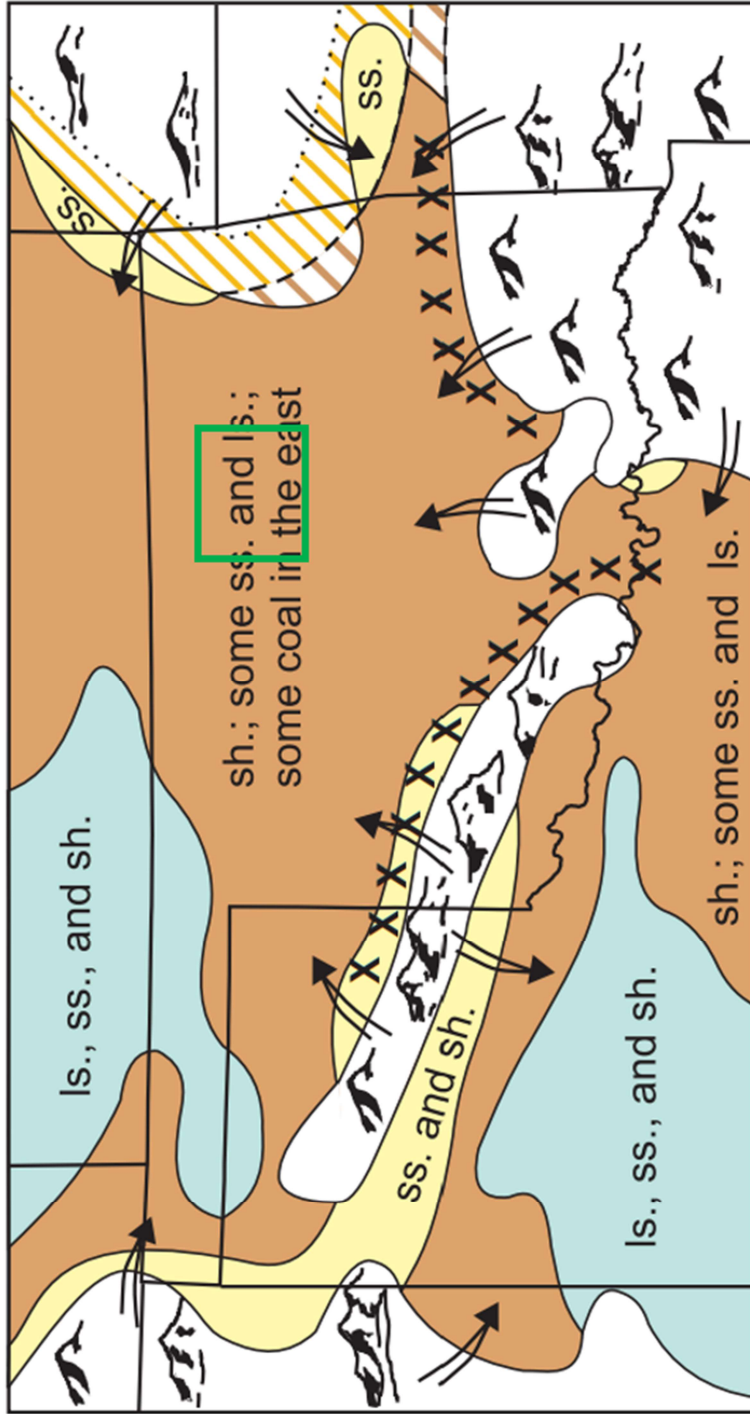 ls., ss., and sh.
ss
ss.
sh.; some ss. and ls.;
some coal in the east
ss. and sh.
ls., ss., and sh.
sh.; some ss. and ls.